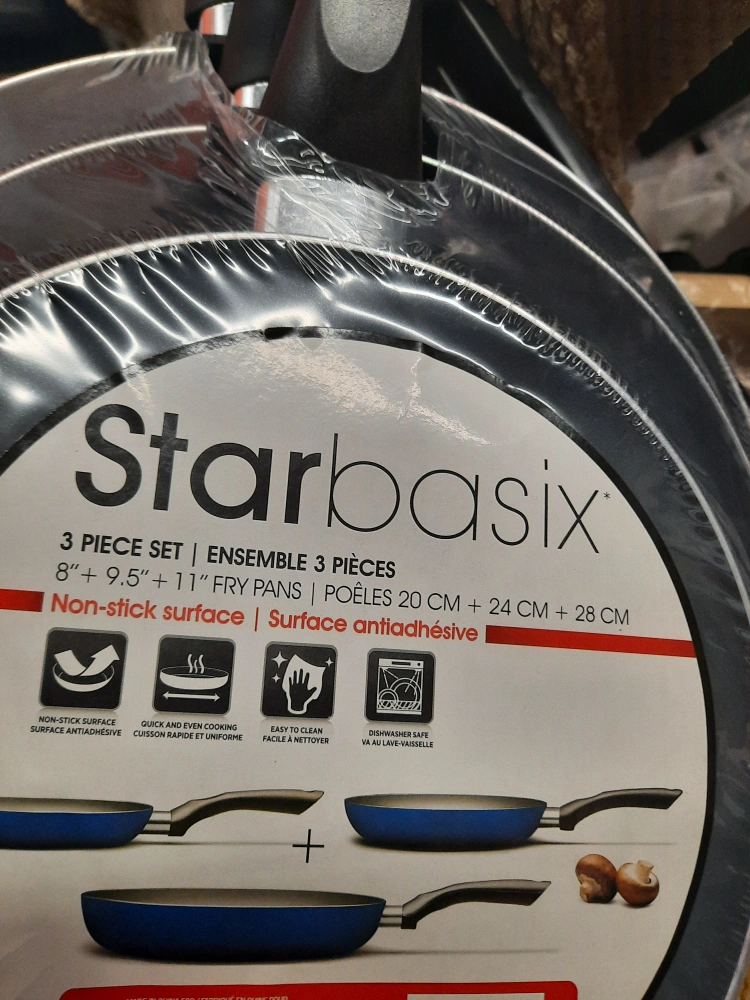 Starbasix*
3 PIECE SET | ENSEMBLE 3 PIÈCES
8" + 9.5" + 11" FRY PANS | POÊLES 20 CM + 24 CM + 28 CM
Non-stick surface | Surface antiadhésive
NON-STICK SURFACE
SURFACE ANTIADHÉSIVE
QUICK AND EVEN COOKING
CUISSON RAPIDE ET UNIFORME
EASY TO CLEAN
FACILE À NETTOYER
DISHWASHER SAFE
VA AU LAVE-VAISSELLE
+